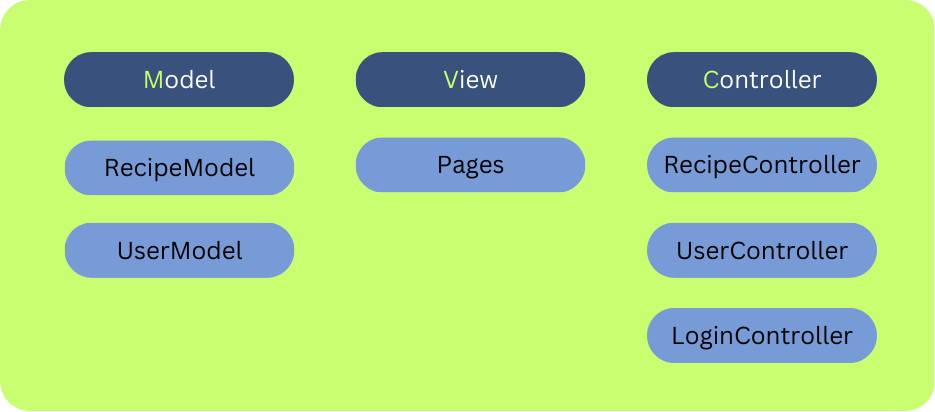 Model
View
Controller
RecipeModel
Pages
RecipeController
UserModel
UserController
LoginController